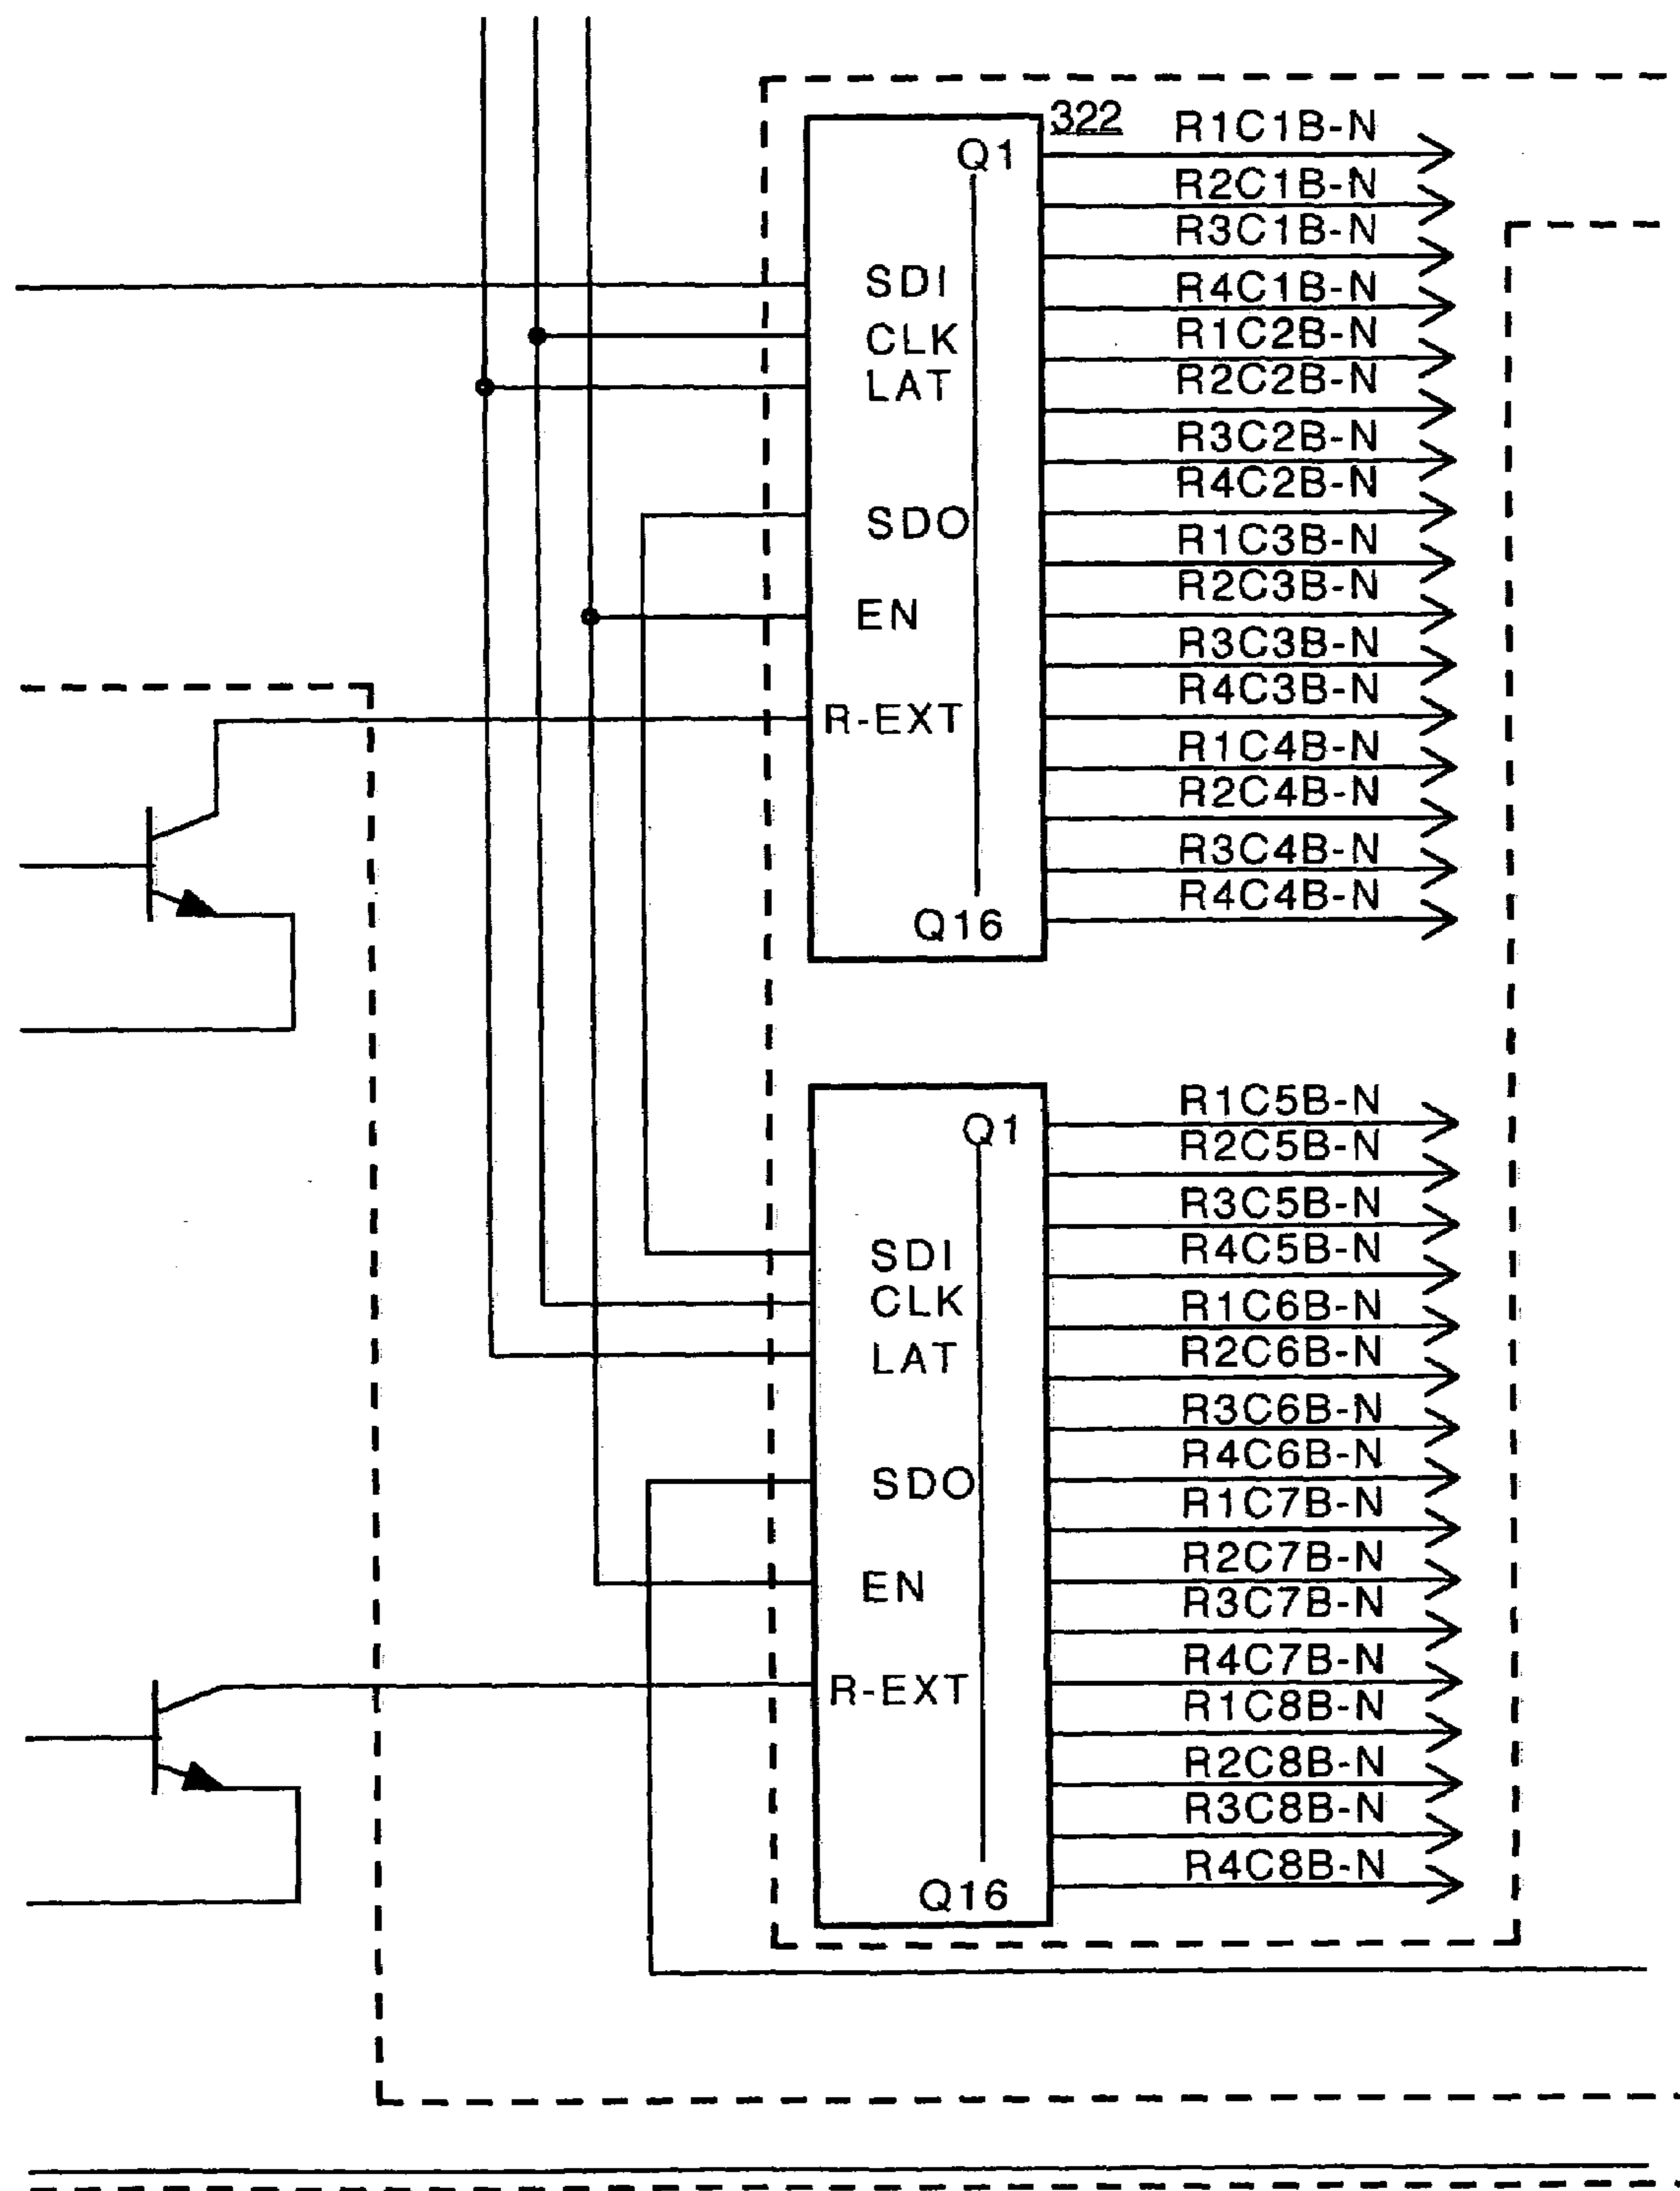 322
Q1
SDI
CLK
LAT
SDO
EN
R-EXT
Q16
R1C1B-N
R2C1B-N
R3C1B-N
R4C1B-N
R1C2B-N
R2C2B-N
R3C2B-N
R4C2B-N
R1C3B-N
R2C3B-N
R3C3B-N
R4C3B-N
R1C4B-N
R2C4B-N
R3C4B-N
R4C4B-N
Q1
SDI
CLK
LAT
SDO
EN
R-EXT
Q16
R1C5B-N
R2C5B-N
R3C5B-N
R4C5B-N
R1C6B-N
R2C6B-N
R3C6B-N
R4C6B-N
R1C7B-N
R2C7B-N
R3C7B-N
R4C7B-N
R1C8B-N
R2C8B-N
R3C8B-N
R4C8B-N